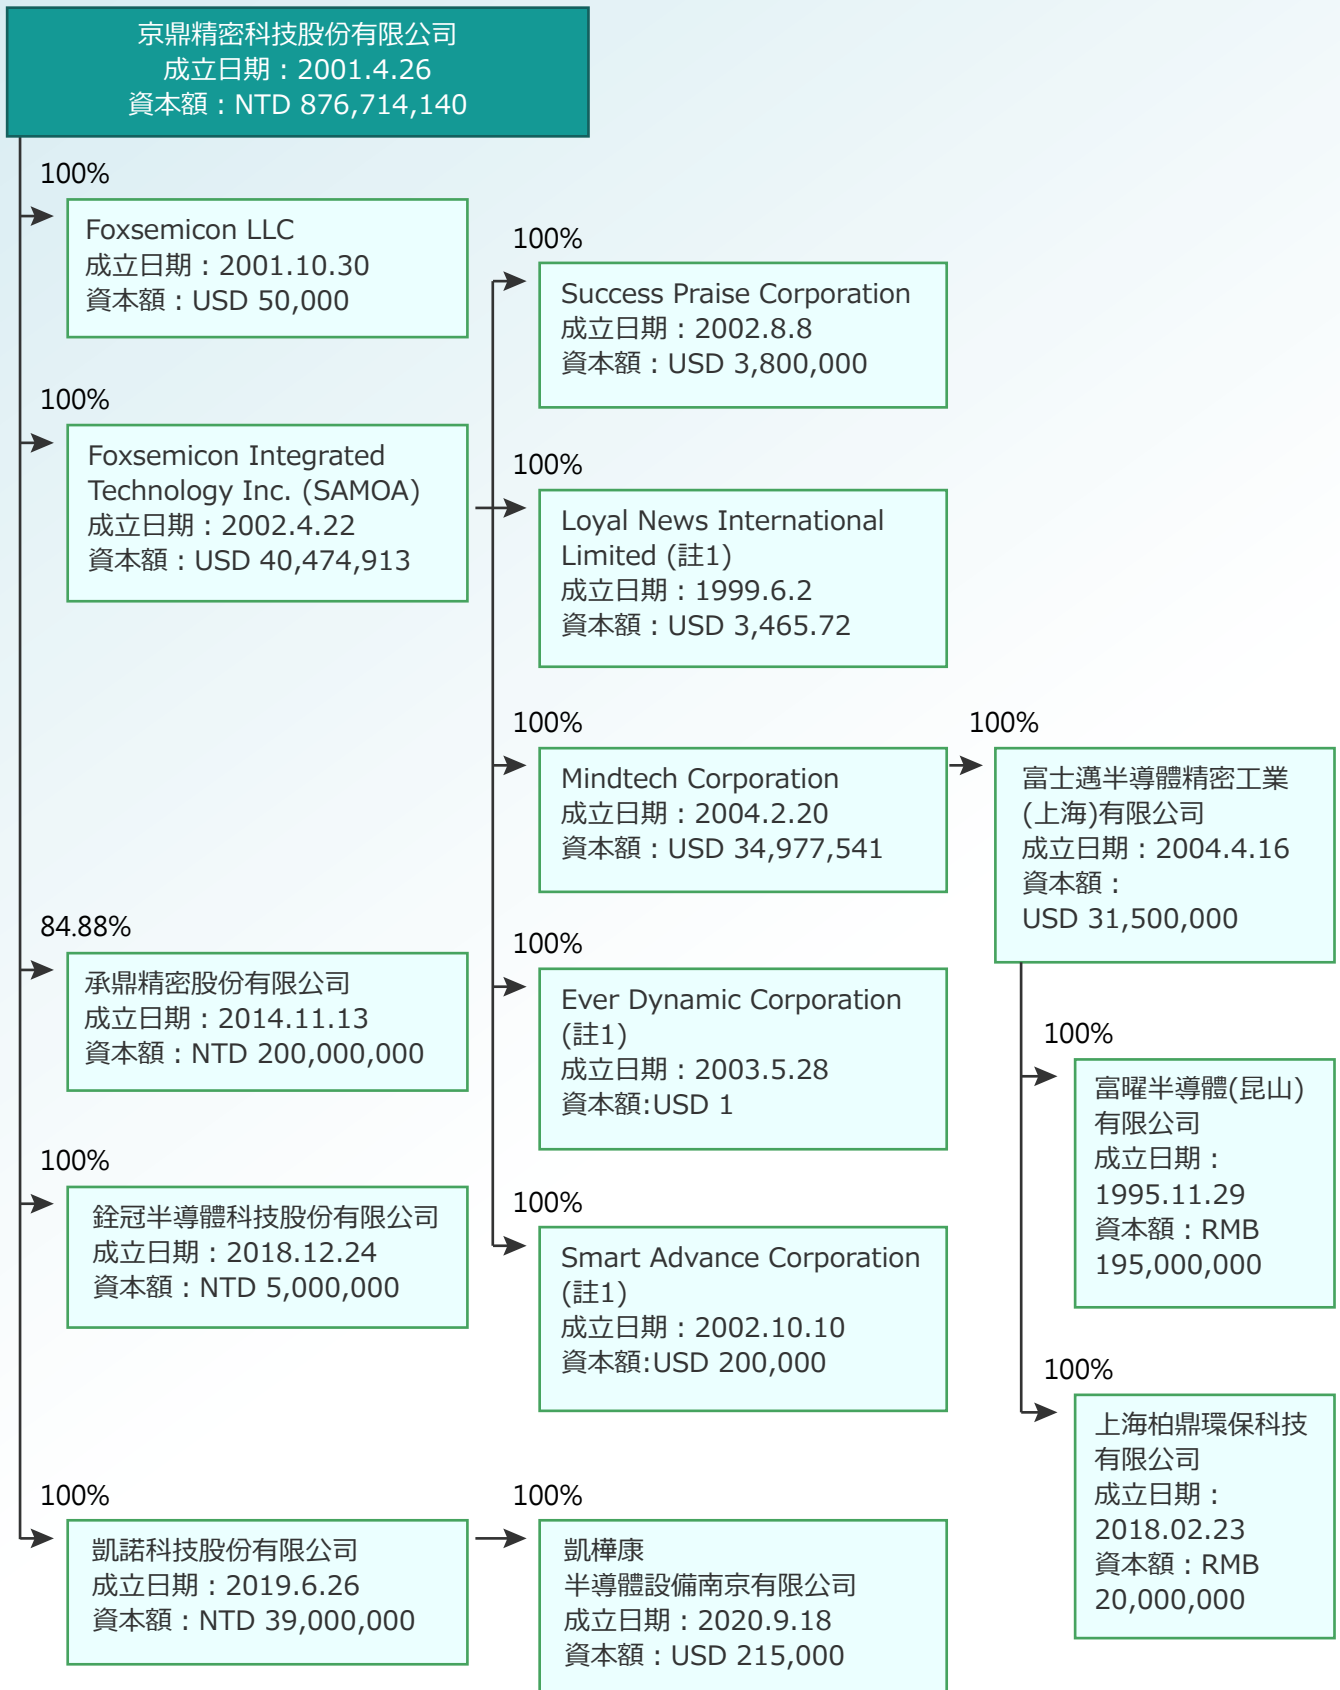 京鼎精密科技股份有限公司
成立日期：2001.4.26
資本額：NTD 876,714,140
100%
Foxsemicon LLC
成立日期：2001.10.30
資本額：USD 50,000
100%
Foxsemicon Integrated
Technology Inc. (SAMOA)
成立日期：2002.4.22
資本額：USD 40,474,913
100%
Success Praise Corporation
成立日期：2002.8.8
資本額：USD 3,800,000
100%
Loyal News International
Limited (註1)
成立日期：1999.6.2
資本額：USD 3,465.72
100%
Mindtech Corporation
成立日期：2004.2.20
資本額：USD 34,977,541
100%
富士邁半導體精密工業
(上海)有限公司
成立日期：2004.4.16
資本額：
USD 31,500,000
100%
富曜半導體(昆山)
有限公司
成立日期：
1995.11.29
資本額：RMB
195,000,000
100%
上海柏鼎環保科技
有限公司
成立日期：
2018.02.23
資本額：RMB
20,000,000
100%
Ever Dynamic Corporation
(註1)
成立日期：2003.5.28
資本額:USD 1
100%
Smart Advance Corporation
(註1)
成立日期：2002.10.10
資本額:USD 200,000
84.88%
承鼎精密股份有限公司
成立日期：2014.11.13
資本額：NTD 200,000,000
100%
銓冠半導體科技股份有限公司
成立日期：2018.12.24
資本額：NTD 5,000,000
100%
凱諾科技股份有限公司
成立日期：2019.6.26
資本額：NTD 39,000,000
100%
凱樺康
半導體設備南京有限公司
成立日期：2020.9.18
資本額：USD 215,000